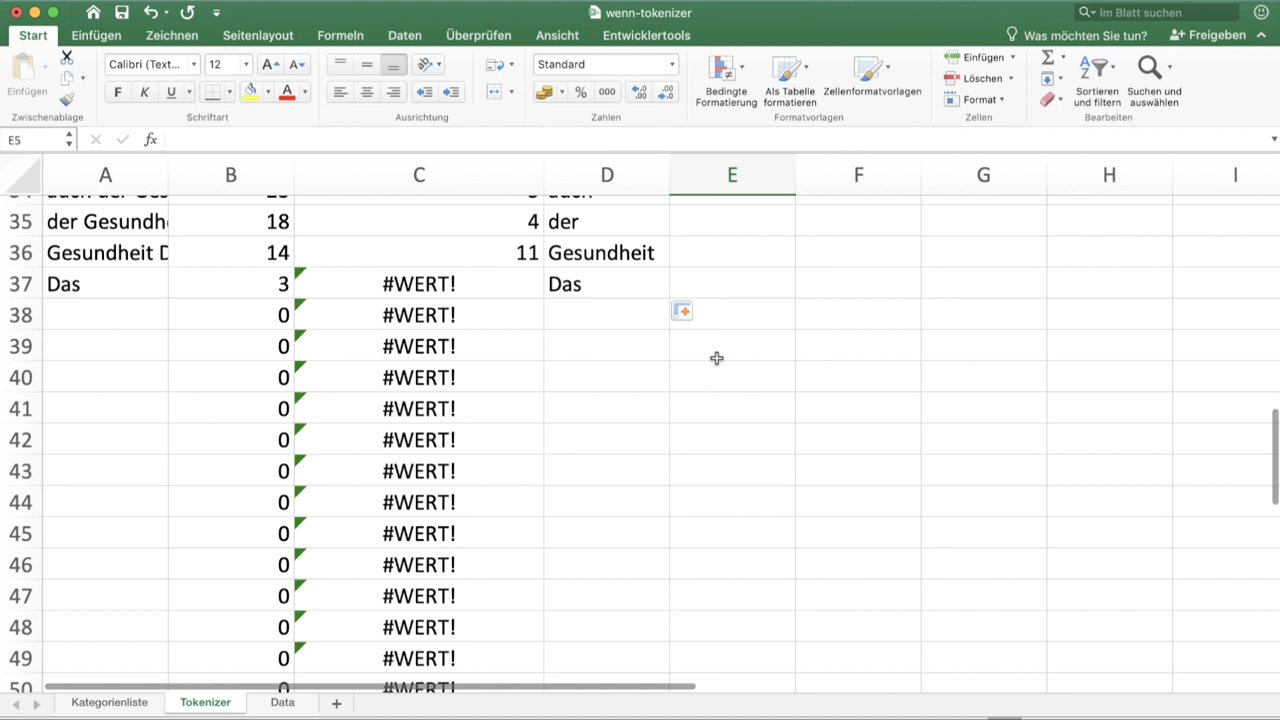 wenn-tokenizer
Im Blatt suchen
Start Einfügen Zeichnen Seitenlayout Formeln Daten Überprüfen Ansicht Entwicklertools
Was möchten Sie tun? Freigeben
Einfügen
Zwischenablage
Calibri (Text... 12
F K U A
Schriftart
Ausrichtung
Standard
% 000
Zahlen
Bedingte Formatierung
Als Tabelle formatieren
Zellenformatvorlagen
Formatvorlagen
Einfügen
Löschen
Format
Zellen
Sortieren und filtern
Suchen und auswählen
Bearbeiten
E5 fx
A B C D E F G H I
35 der Gesundh 18 4 der
36 Gesundheit D 14 11 Gesundheit
37 Das 3 #WERT! Das
38 0 #WERT!
39 0 #WERT!
40 0 #WERT!
41 0 #WERT!
42 0 #WERT!
43 0 #WERT!
44 0 #WERT!
45 0 #WERT!
46 0 #WERT!
47 0 #WERT!
48 0 #WERT!
49 0 #WERT!
50 0 #WERT!
Kategorienliste Tokenizer Data +